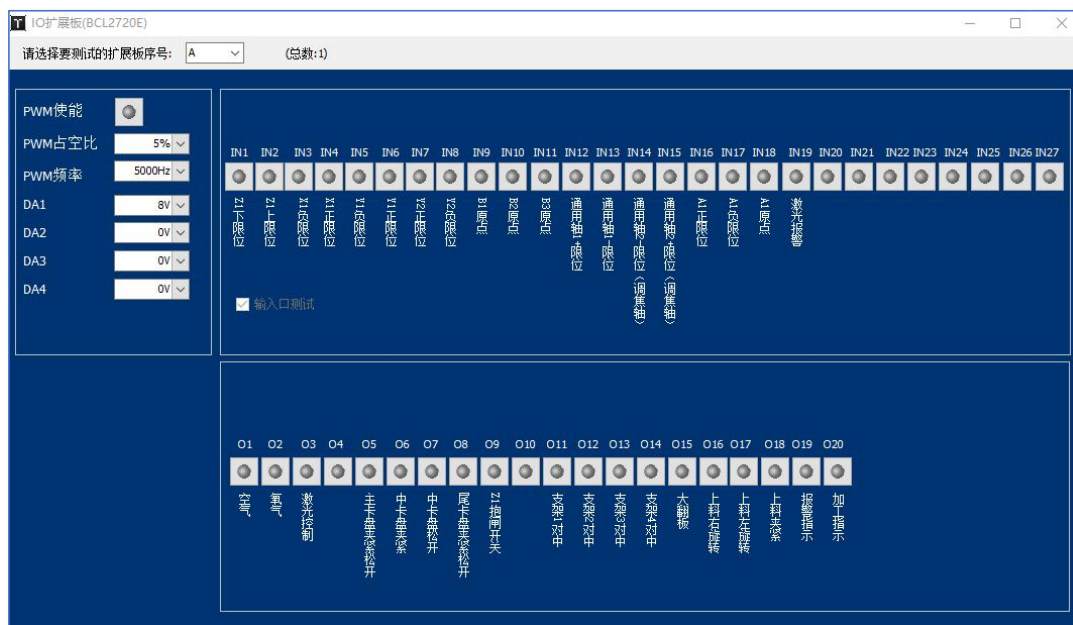 IO扩展板(BCL2720E)
请选择要测试的扩展板序号: A (总数:1)
PWM使能
PWM占空比 5%
PWM频率 5000Hz
DA1 8V
DA2 0V
DA3 0V
DA4 0V
IN1 IN2 IN3 IN4 IN5 IN6 IN7 IN8 IN9 IN10 IN11 IN12 IN13 IN14 IN15 IN16 IN17 IN18 IN19 IN20 IN21 IN22 IN23 IN24 IN25 IN26 IN27
Z1下限位
Z1上限位
X1负限位
X1正限位
Y1负限位
Y1正限位
Y2正限位
Y2负限位
B1原点
B2原点
B3原点
通用轴1+限位
通用轴1-限位
通用轴2-限位(调焦轴)
通用轴2+限位(调焦轴)
A1正限位
A1负限位
A1原点
激光报警
输入口测试
O1 O2 O3 O4 O5 O6 O7 O8 O9 O10 O11 O12 O13 O14 O15 O16 O17 O18 O19 O20
空气
氧气
激光控制
主卡盘夹紧松开
中卡盘夹紧
中卡盘松开
尾卡盘夹紧松开
Z1抱闸开关
支架1对中
支架2对中
支架3对中
支架4对中
大翻板
上料右旋转
上料左旋转
上料夹紧
报警指示
加工指示